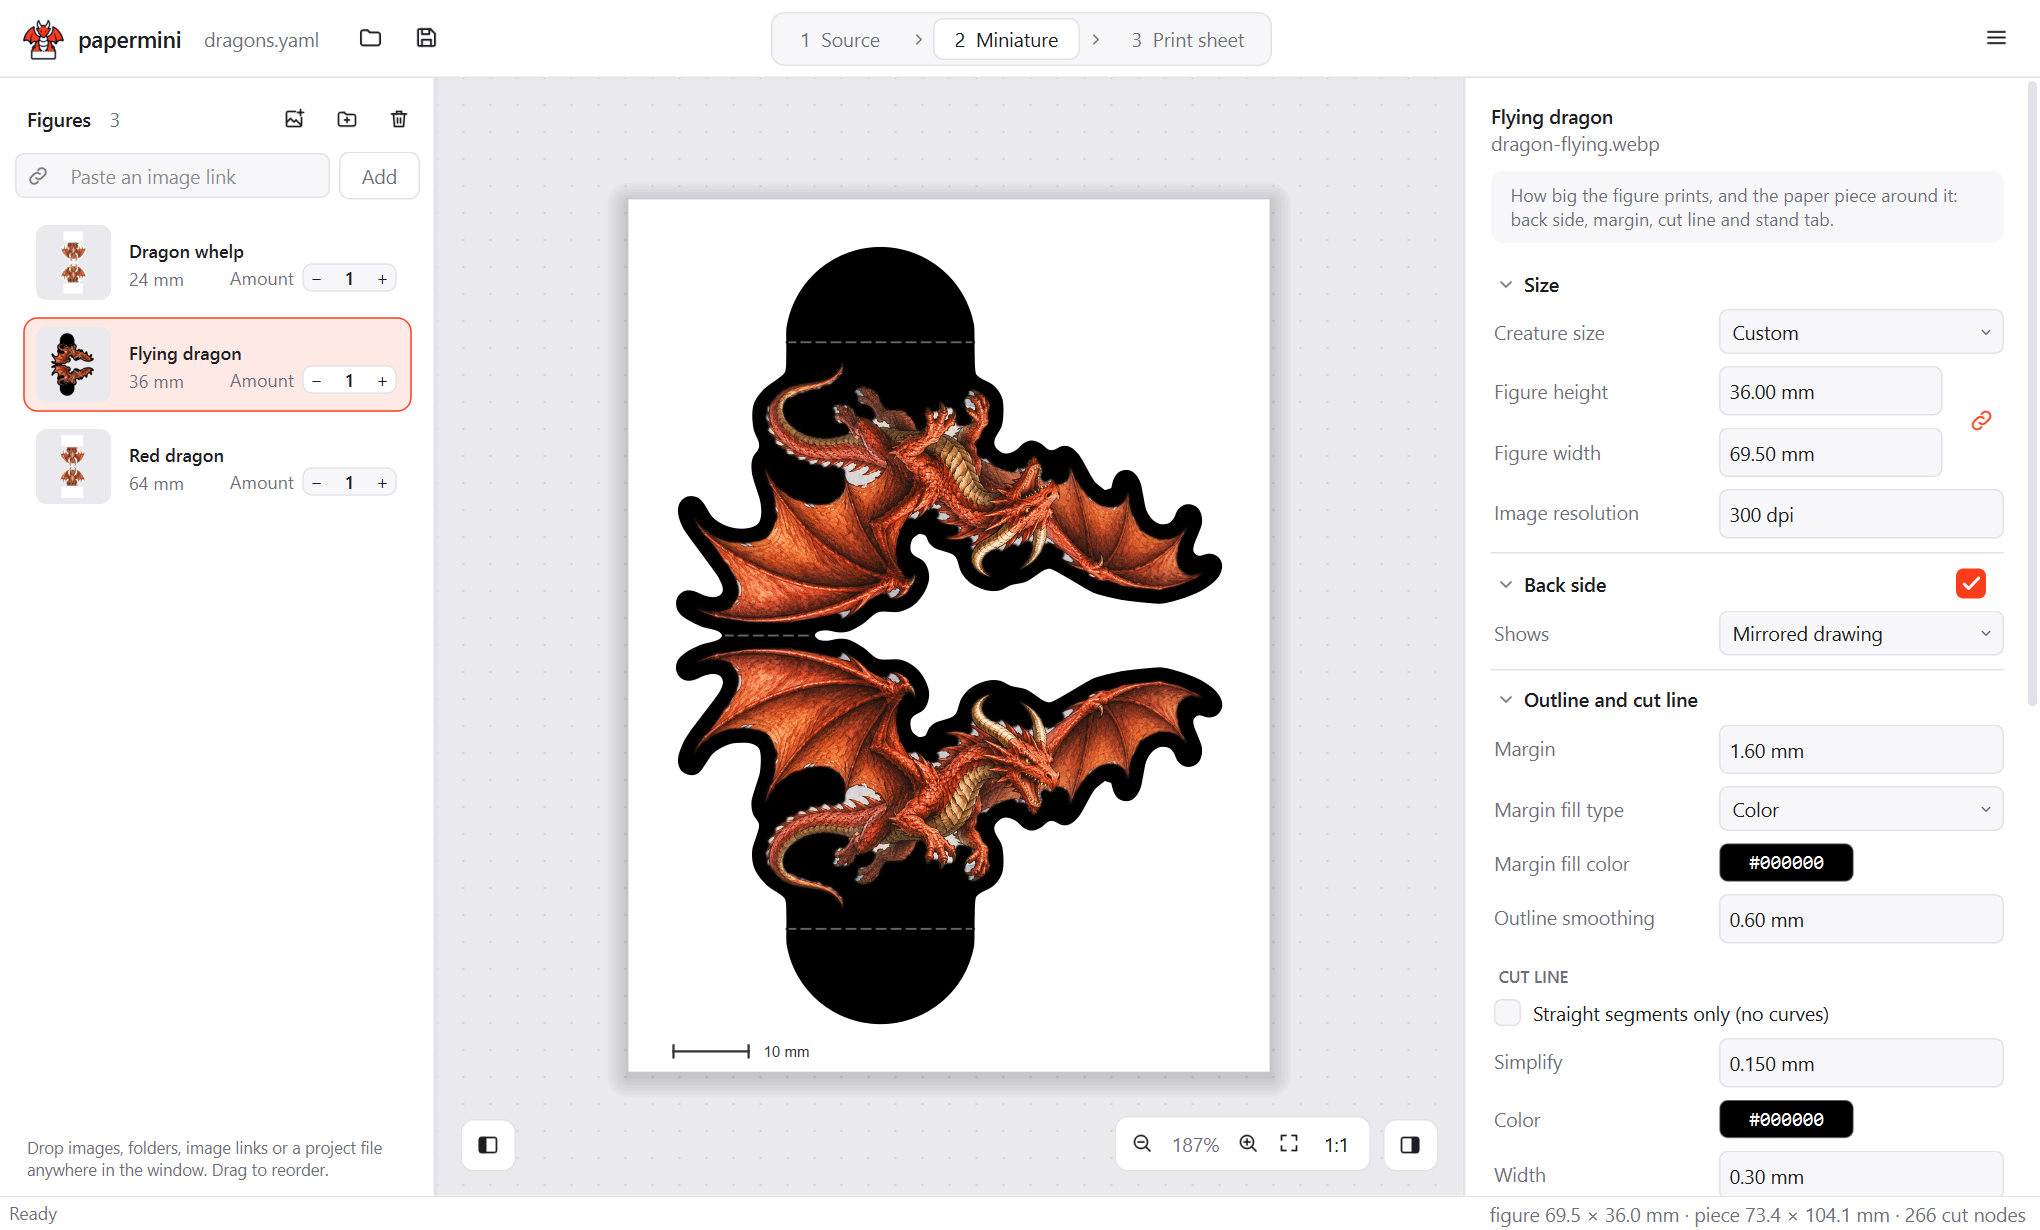 papermini dragons.yaml
1 Source
2 Miniature
3 Print sheet
Figures 3
Paste an image link
Add
Dragon whelp
24 mm Amount − 1 +
Flying dragon
36 mm Amount − 1 +
Red dragon
64 mm Amount − 1 +
Drop images, folders, image links or a project file
anywhere in the window. Drag to reorder.
10 mm
187% 1:1
Flying dragon
dragon-flying.webp
How big the figure prints, and the paper piece around it:
back side, margin, cut line and stand tab.
Size
Creature size Custom
Figure height 36.00 mm
Figure width 69.50 mm
Image resolution 300 dpi
Back side
Shows Mirrored drawing
Outline and cut line
Margin 1.60 mm
Margin fill type Color
Margin fill color #000000
Outline smoothing 0.60 mm
CUT LINE
Straight segments only (no curves)
Simplify 0.150 mm
Color #000000
Width 0.30 mm
Ready
figure 69.5 × 36.0 mm · piece 73.4 × 104.1 mm · 266 cut nodes